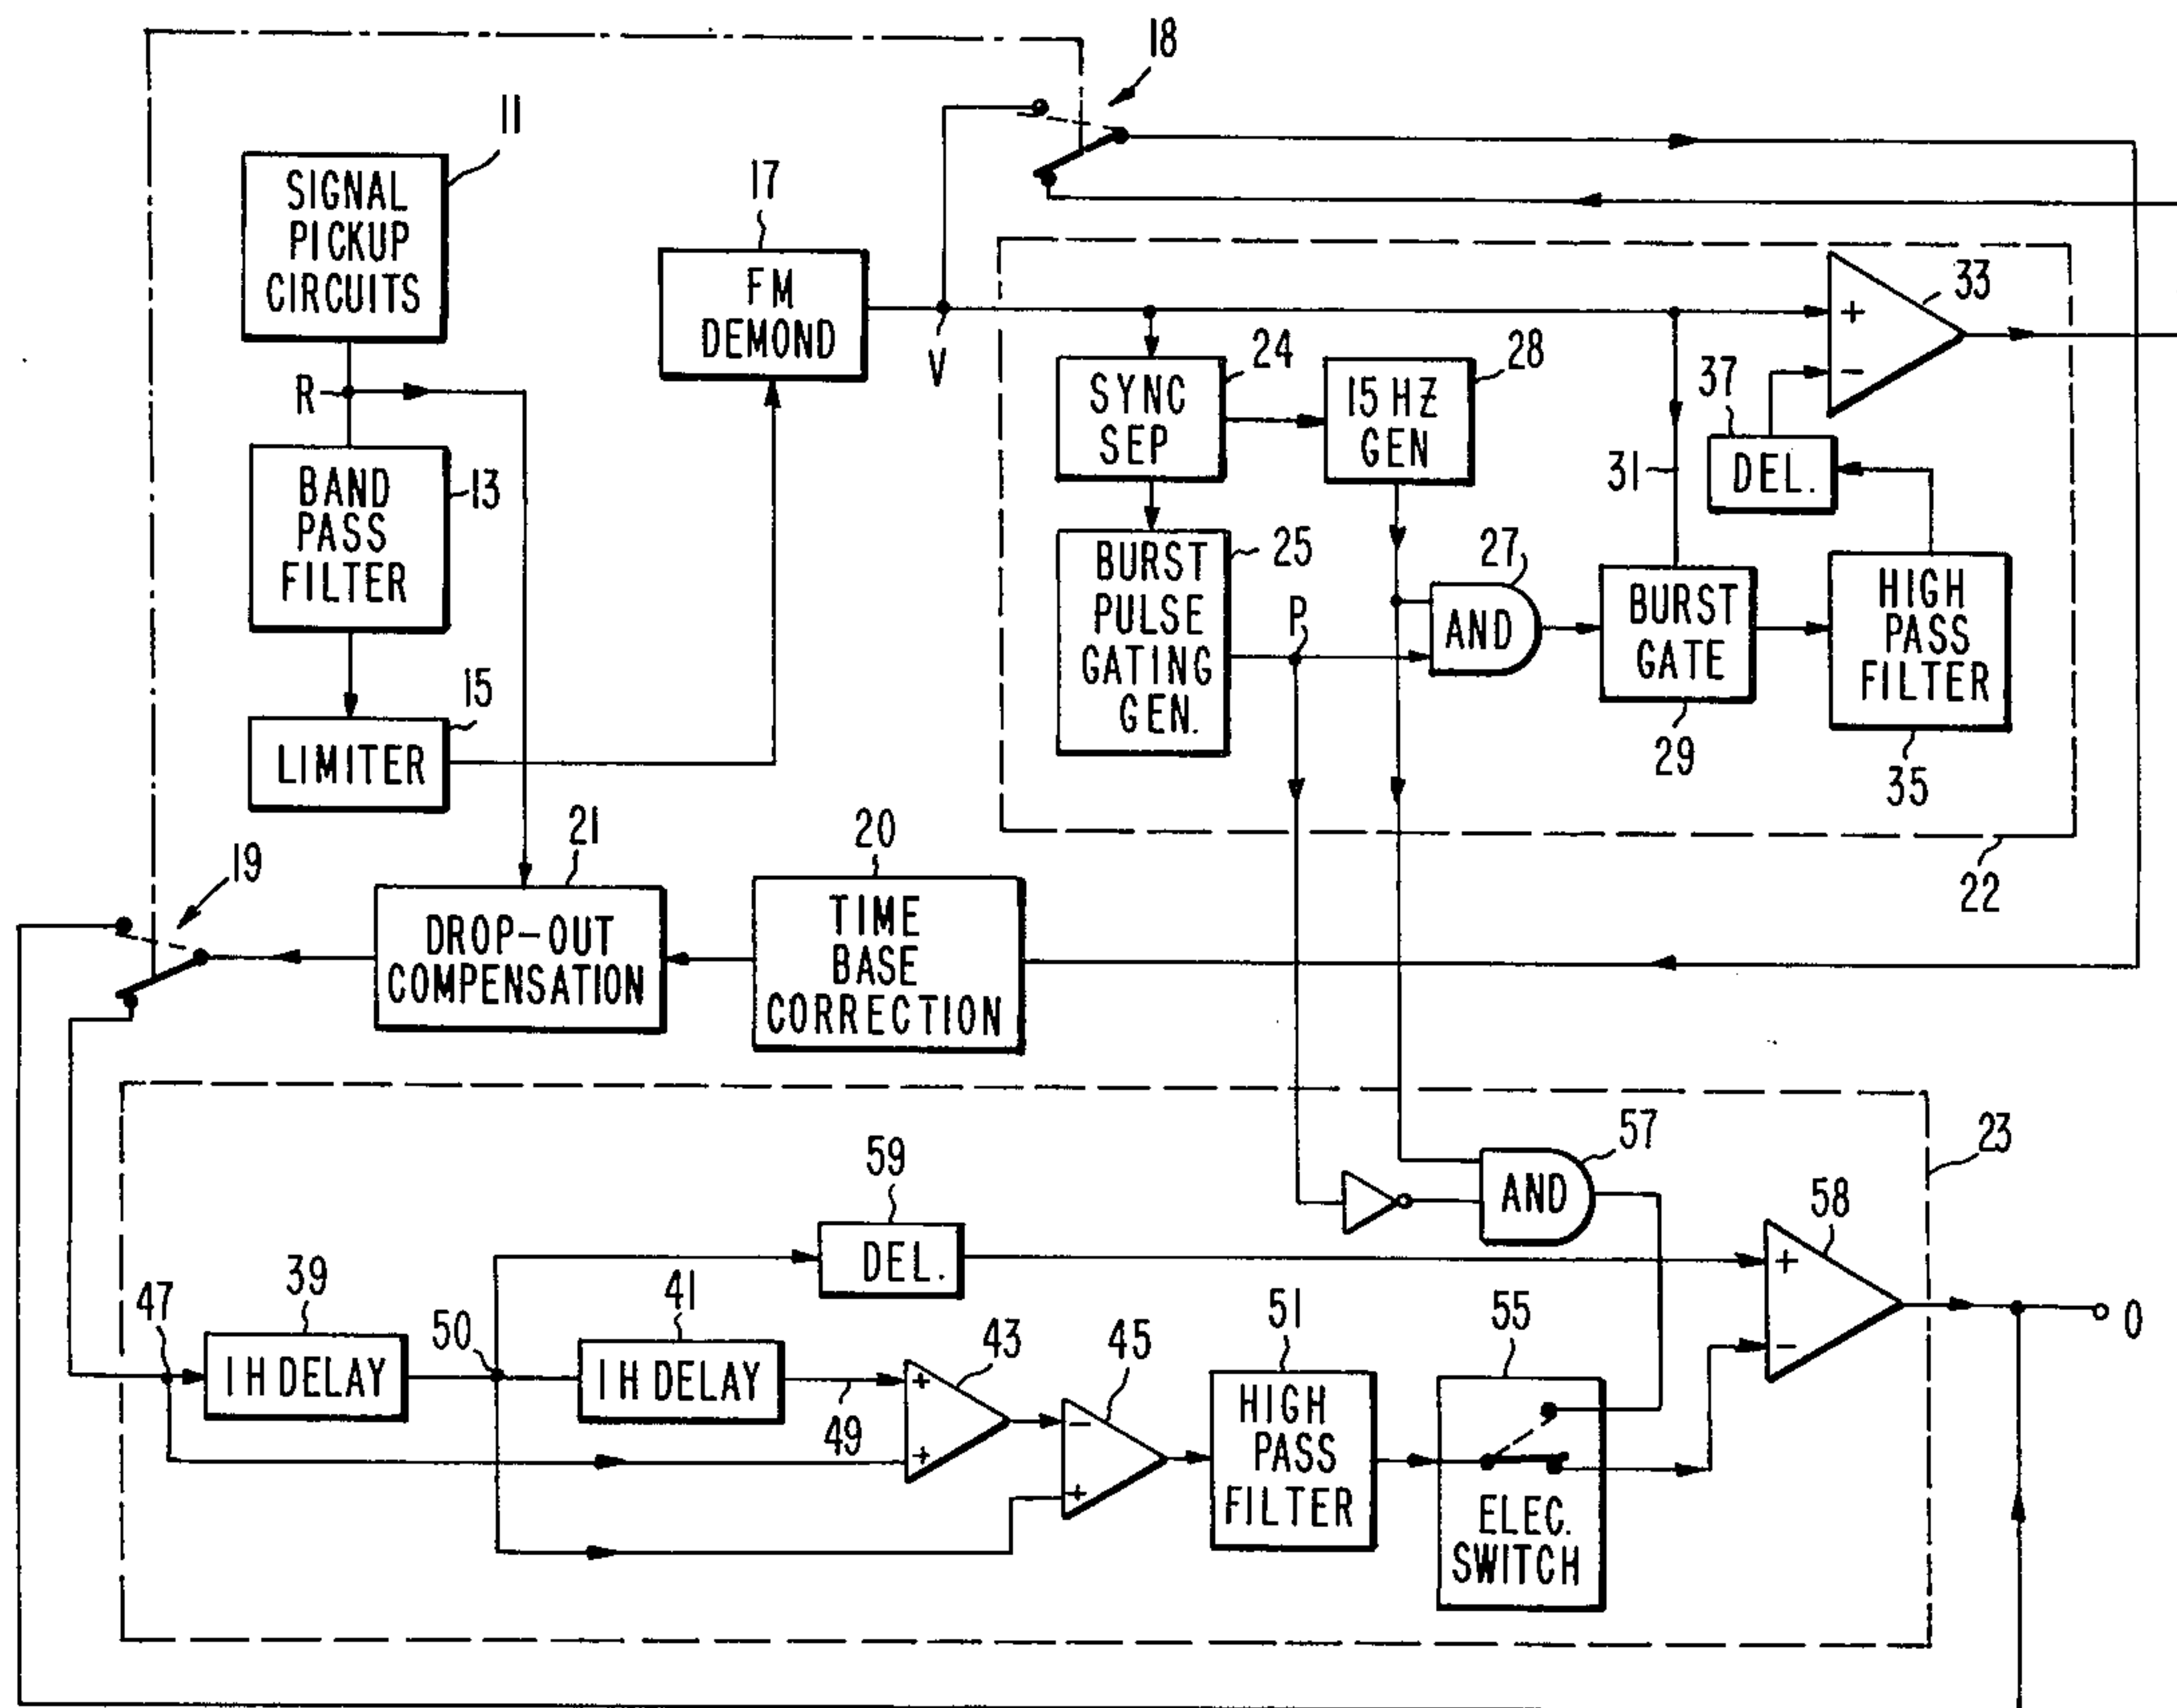 18
11
SIGNAL
PICKUP
CIRCUITS
17
FM
DEMOND
V
R
BAND
PASS
FILTER
13
15
LIMITER
33
+
−
24
SYNC
SEP
28
15 HZ
GEN
37
DEL.
31
25
BURST
PULSE
GATING
GEN.
P
27
AND
BURST
GATE
29
HIGH
PASS
FILTER
35
22
19
21
DROP-OUT
COMPENSATION
20
TIME
BASE
CORRECTION
23
57
AND
59
DEL.
58
+
−
O
47
39
1H DELAY
50
41
1H DELAY
49
43
+
+
45
−
+
51
HIGH
PASS
FILTER
55
ELEC.
SWITCH